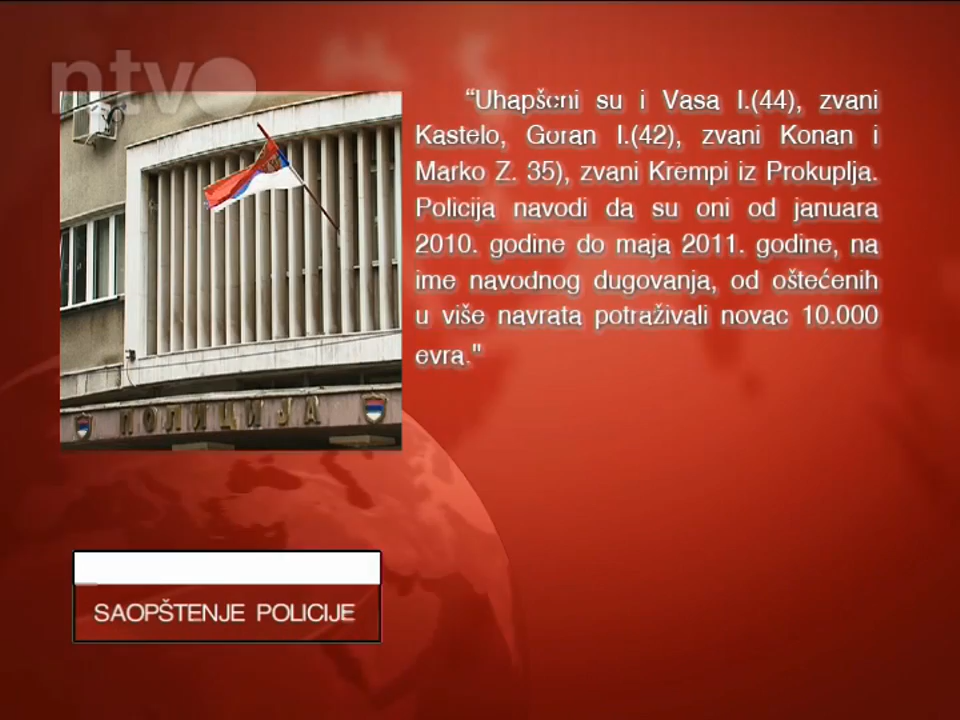 ntv
“Uhapšeni su i Vasa I.(44), zvani
Kastelo, Goran I.(42), zvani Konan i
Marko Z. 35), zvani Krempi iz Prokuplja.
Policija navodi da su oni od januara
2010. godine do maja 2011. godine, na
ime navodnog dugovanja, od oštećenih
u više navrata potraživali novac 10.000
evra."
ПОЛИЦИЈА
SAOPŠTENJE POLICIJE